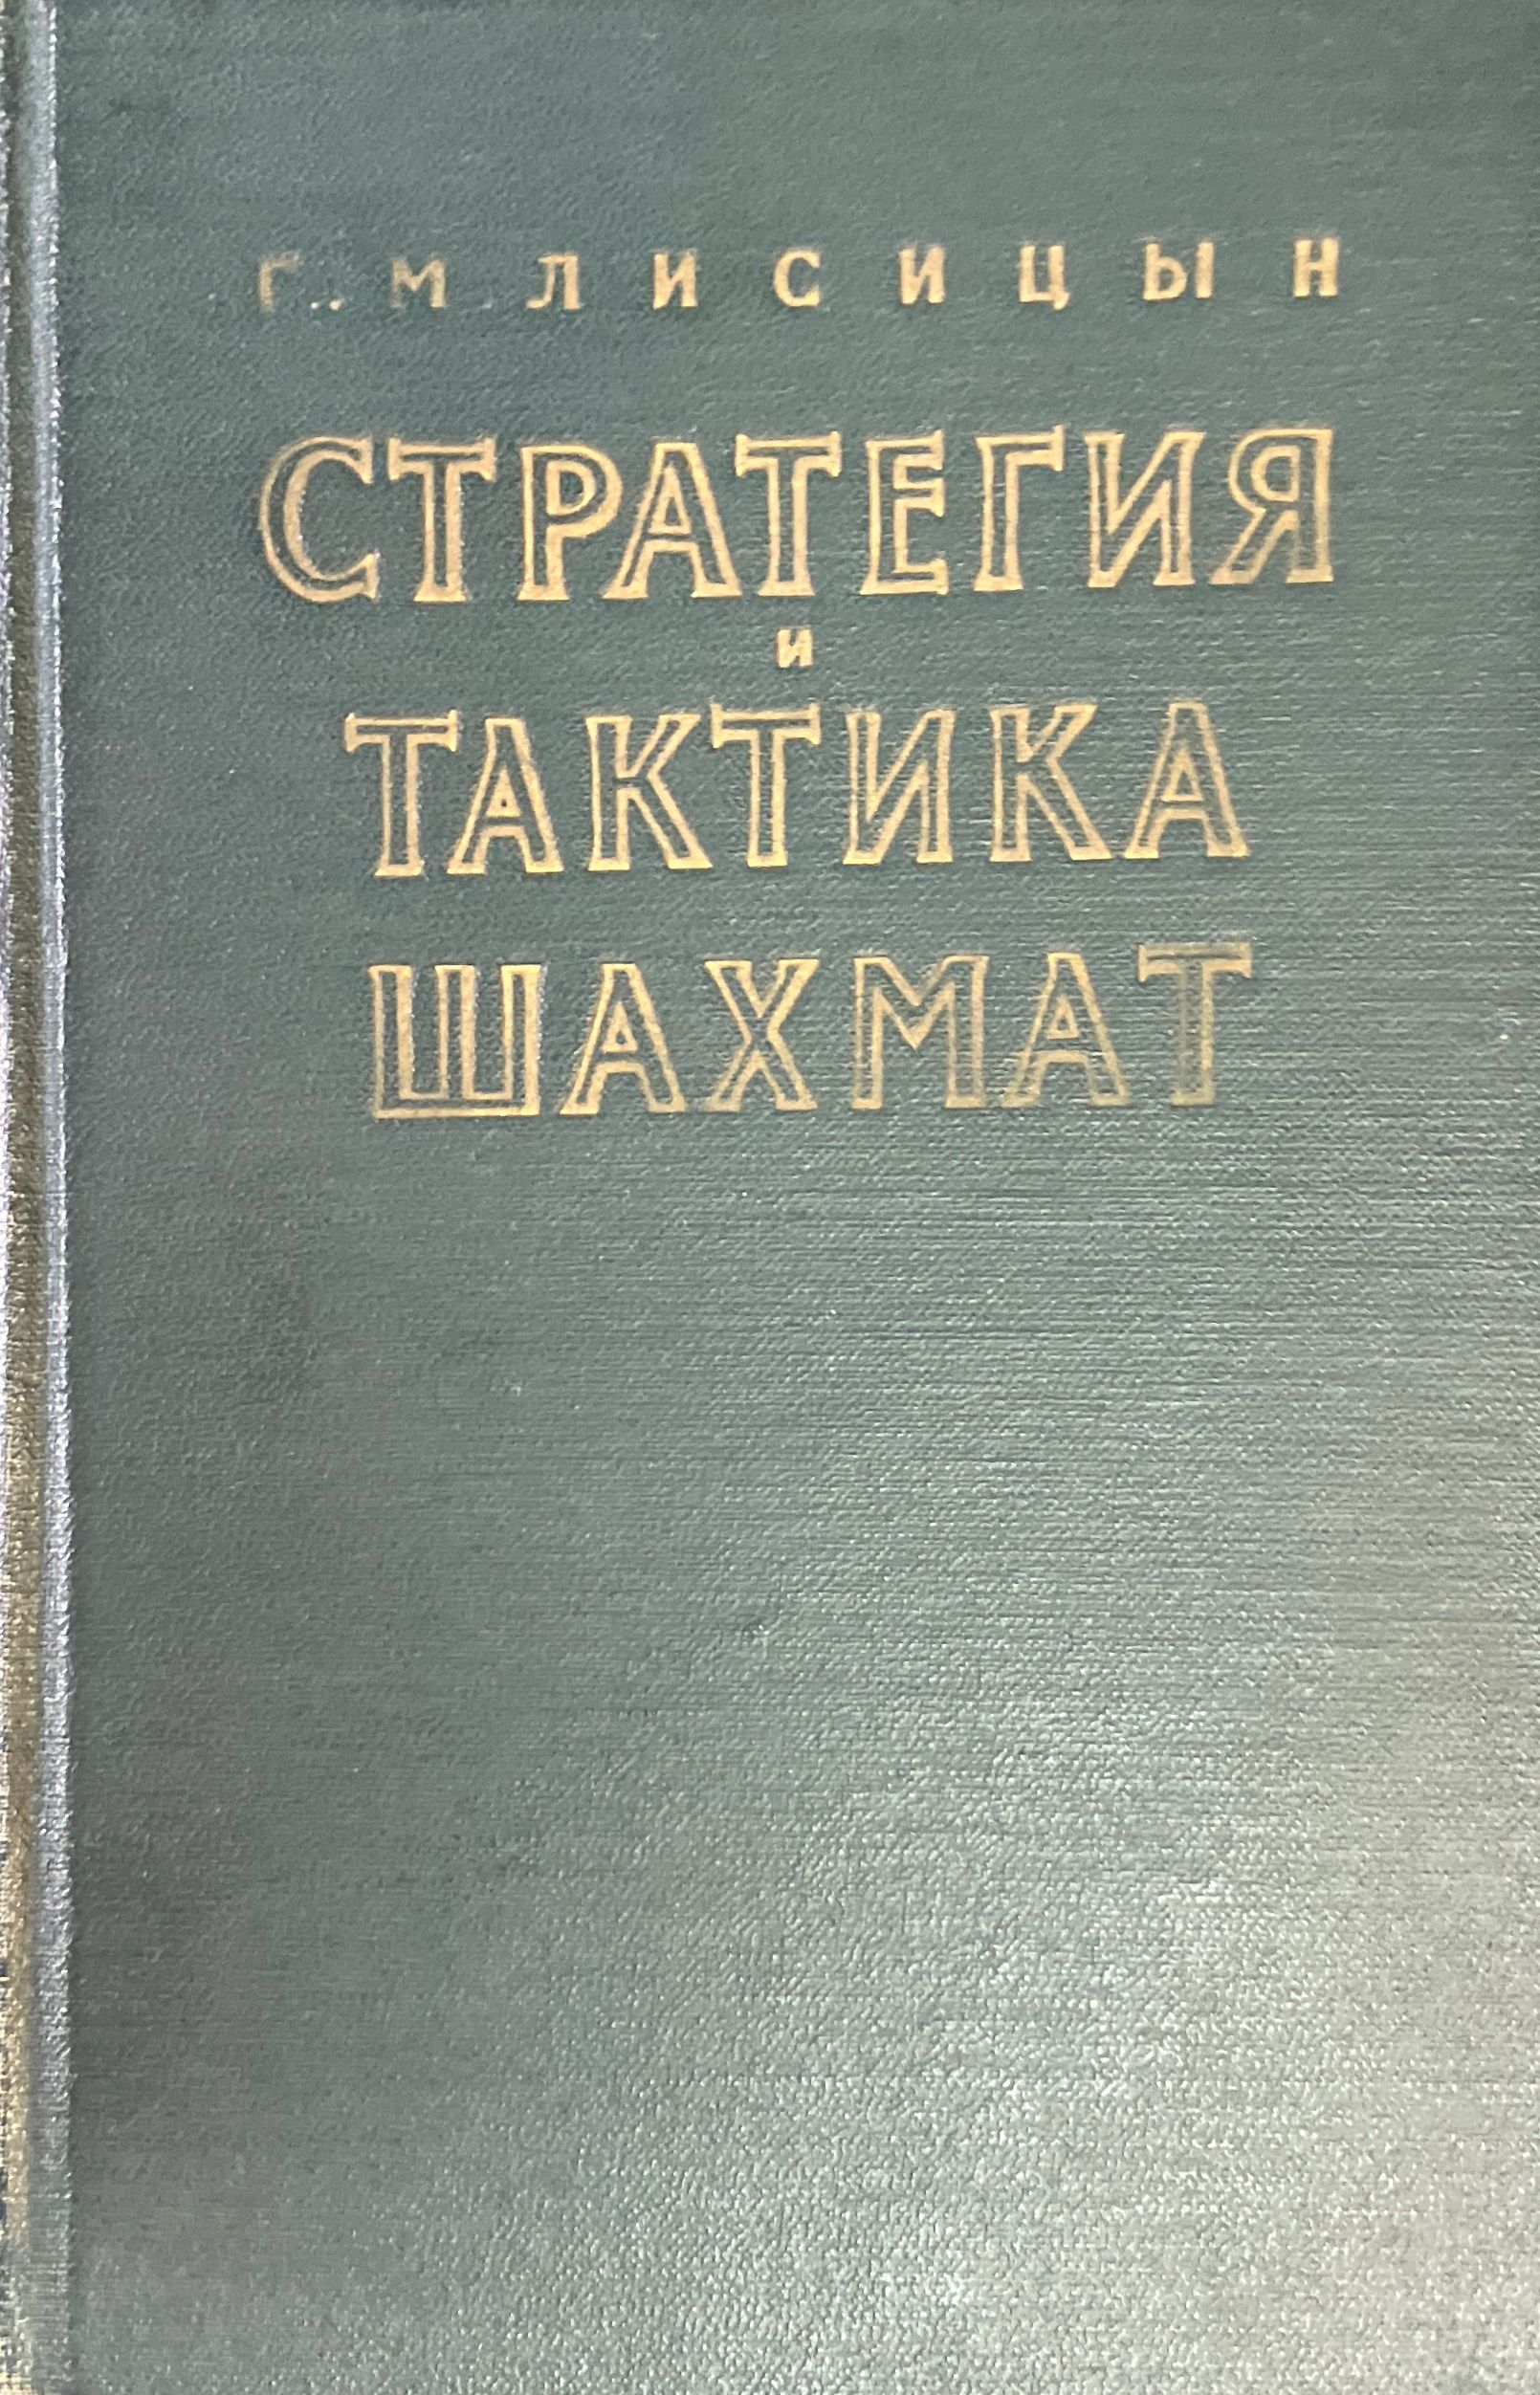 Г. М. ЛИСИЦЫН
СТРАТЕГИЯ
И
ТАКТИКА
ШАХМАТ